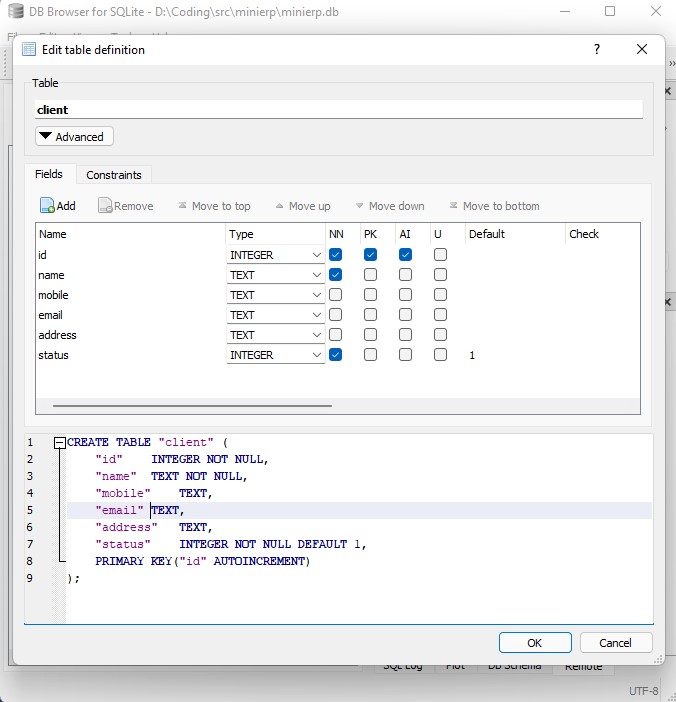 DB Browser for SQLite - D:\Coding\src\minierp\minierp.db
Edit table definition
?
Table
client
Advanced
Fields Constraints
Add Remove Move to top Move up Move down Move to bottom
Name Type NN PK AI U Default Check
id INTEGER
name TEXT
mobile TEXT
email TEXT
address TEXT
status INTEGER 1
1 CREATE TABLE "client" (
2 "id" INTEGER NOT NULL,
3 "name" TEXT NOT NULL,
4 "mobile" TEXT,
5 "email" TEXT,
6 "address" TEXT,
7 "status" INTEGER NOT NULL DEFAULT 1,
8 PRIMARY KEY("id" AUTOINCREMENT)
9 );
OK Cancel
SQL Log Plot DB Schema Remote
UTF-8